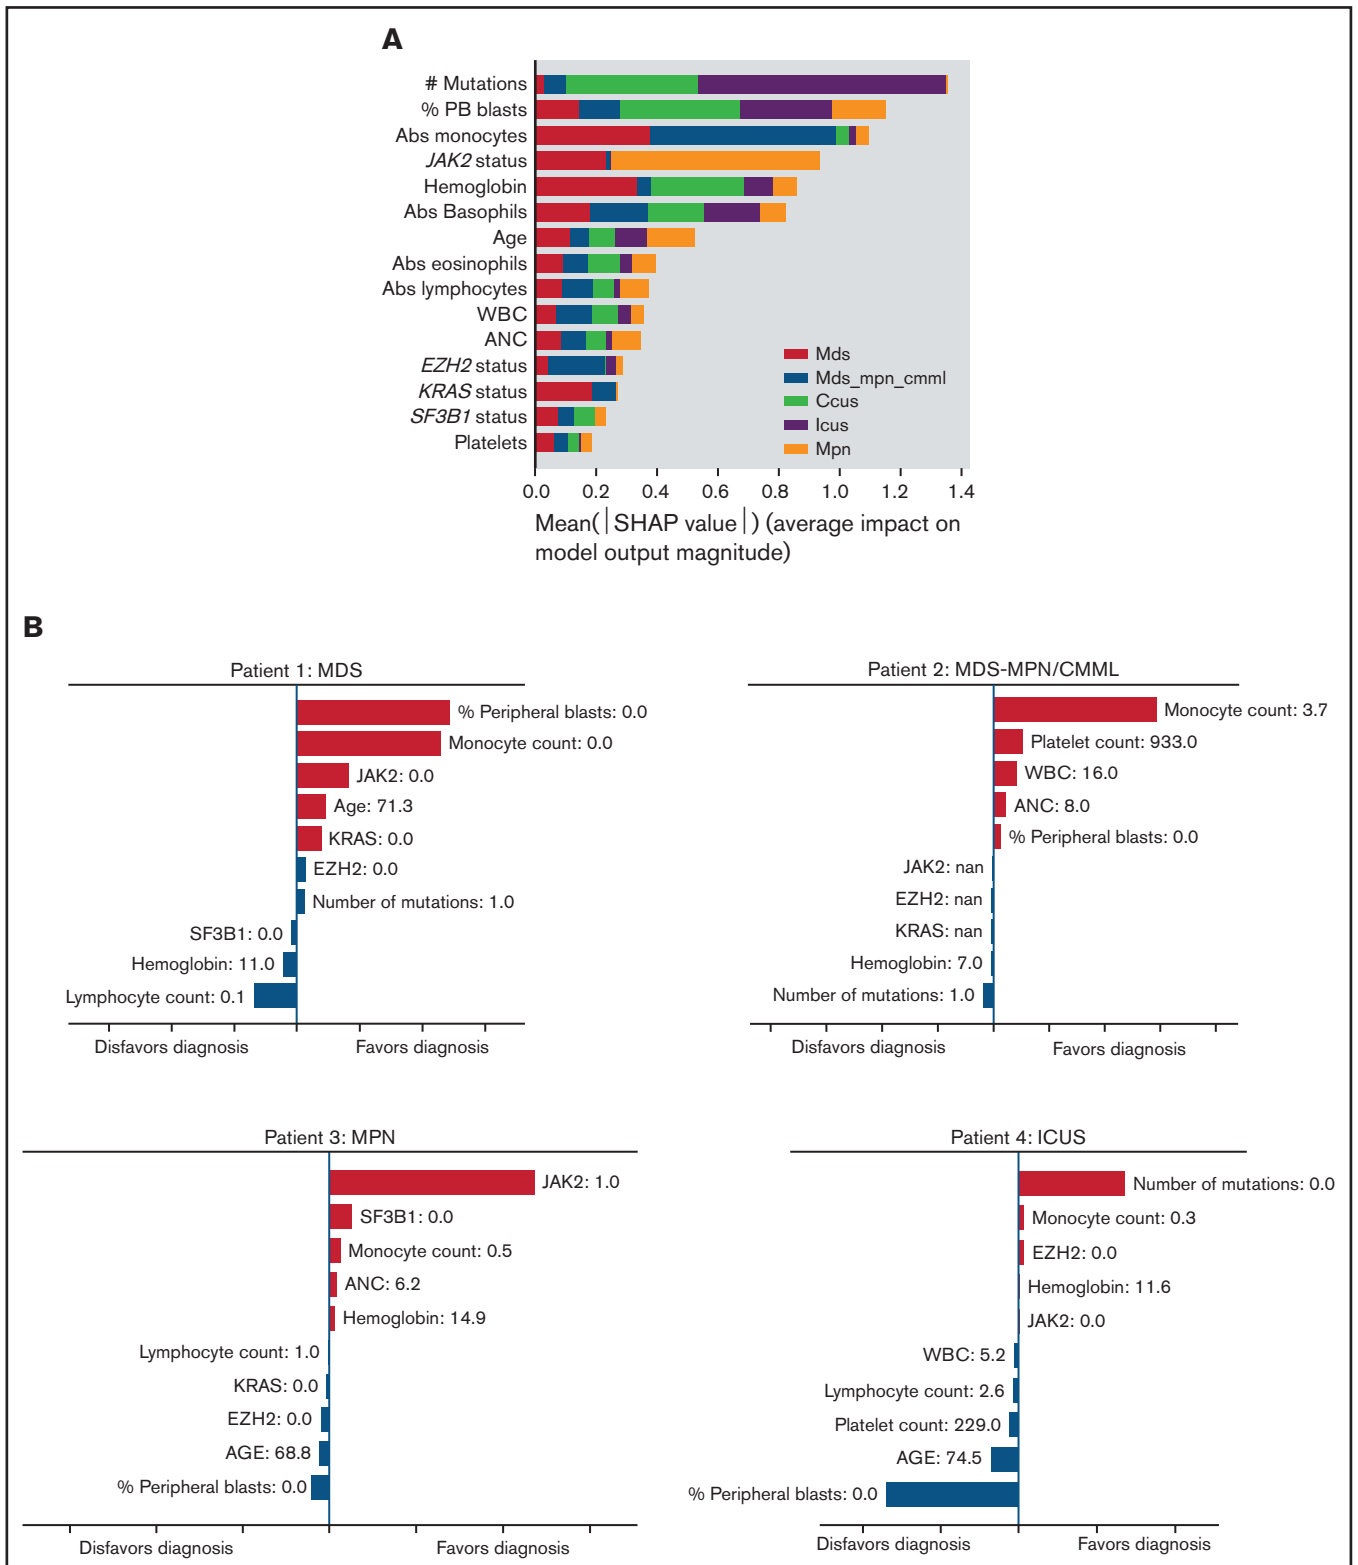 A
# Mutations
% PB blasts
Abs monocytes
JAK2 status
Hemoglobin
Abs Basophils
Age
Abs eosinophils
Abs lymphocytes
WBC
ANC
EZH2 status
KRAS status
SF3B1 status
Platelets
Mds
Mds_mpn_cmml
Ccus
Icus
Mpn
0.0 0.2 0.4 0.6 0.8 1.0 1.2 1.4
Mean(|SHAP value|) (average impact on
model output magnitude)
B
Patient 1: MDS
% Peripheral blasts: 0.0
Monocyte count: 0.0
JAK2: 0.0
Age: 71.3
KRAS: 0.0
EZH2: 0.0
Number of mutations: 1.0
SF3B1: 0.0
Hemoglobin: 11.0
Lymphocyte count: 0.1
Disfavors diagnosis Favors diagnosis
Patient 2: MDS-MPN/CMML
Monocyte count: 3.7
Platelet count: 933.0
WBC: 16.0
ANC: 8.0
% Peripheral blasts: 0.0
JAK2: nan
EZH2: nan
KRAS: nan
Hemoglobin: 7.0
Number of mutations: 1.0
Disfavors diagnosis Favors diagnosis
Patient 3: MPN
JAK2: 1.0
SF3B1: 0.0
Monocyte count: 0.5
ANC: 6.2
Hemoglobin: 14.9
Lymphocyte count: 1.0
KRAS: 0.0
EZH2: 0.0
AGE: 68.8
% Peripheral blasts: 0.0
Disfavors diagnosis Favors diagnosis
Patient 4: ICUS
Number of mutations: 0.0
Monocyte count: 0.3
EZH2: 0.0
Hemoglobin: 11.6
JAK2: 0.0
WBC: 5.2
Lymphocyte count: 2.6
Platelet count: 229.0
AGE: 74.5
% Peripheral blasts: 0.0
Disfavors diagnosis Favors diagnosis